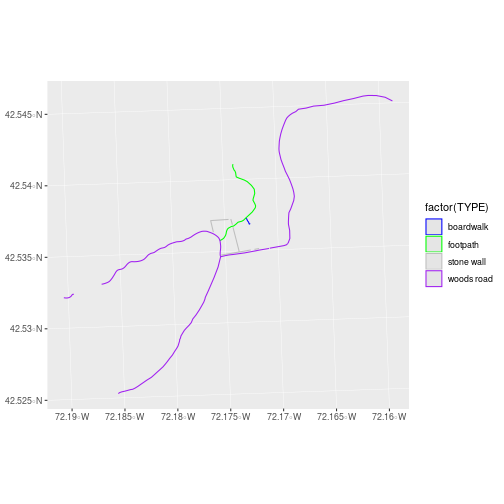 42.545◦N
42.54◦N
42.535◦N
42.53◦N
42.525◦N
72.19◦W
72.185◦W
72.18◦W
72.175◦W
72.17◦W
72.165◦W
72.16◦W
factor(TYPE)
boardwalk
footpath
stone wall
woods road